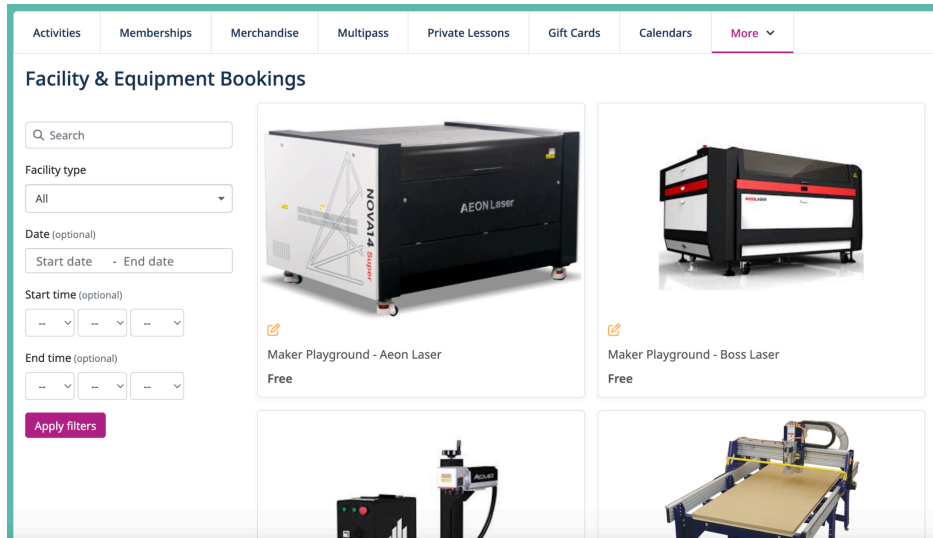 Activities Memberships Merchandise Multipass Private Lessons Gift Cards Calendars More
Facility & Equipment Bookings
Search
Facility type
All
Date (optional)
Start date - End date
Start time (optional)
-- -- --
End time (optional)
-- -- --
Apply filters
NOVA14 Super
AEON Laser
Maker Playground - Aeon Laser
Free
BOSSLASER
Maker Playground - Boss Laser
Free